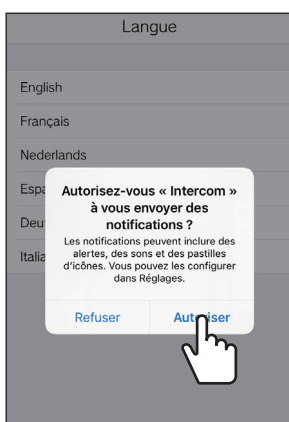 Langue
English
Français
Nederlands
Espa
Deu
Italia
Autorisez-vous « Intercom »
à vous envoyer des
notifications ?
Les notifications peuvent inclure des
alertes, des sons et des pastilles
d'icônes. Vous pouvez les configurer
dans Réglages.
Refuser
Autoriser